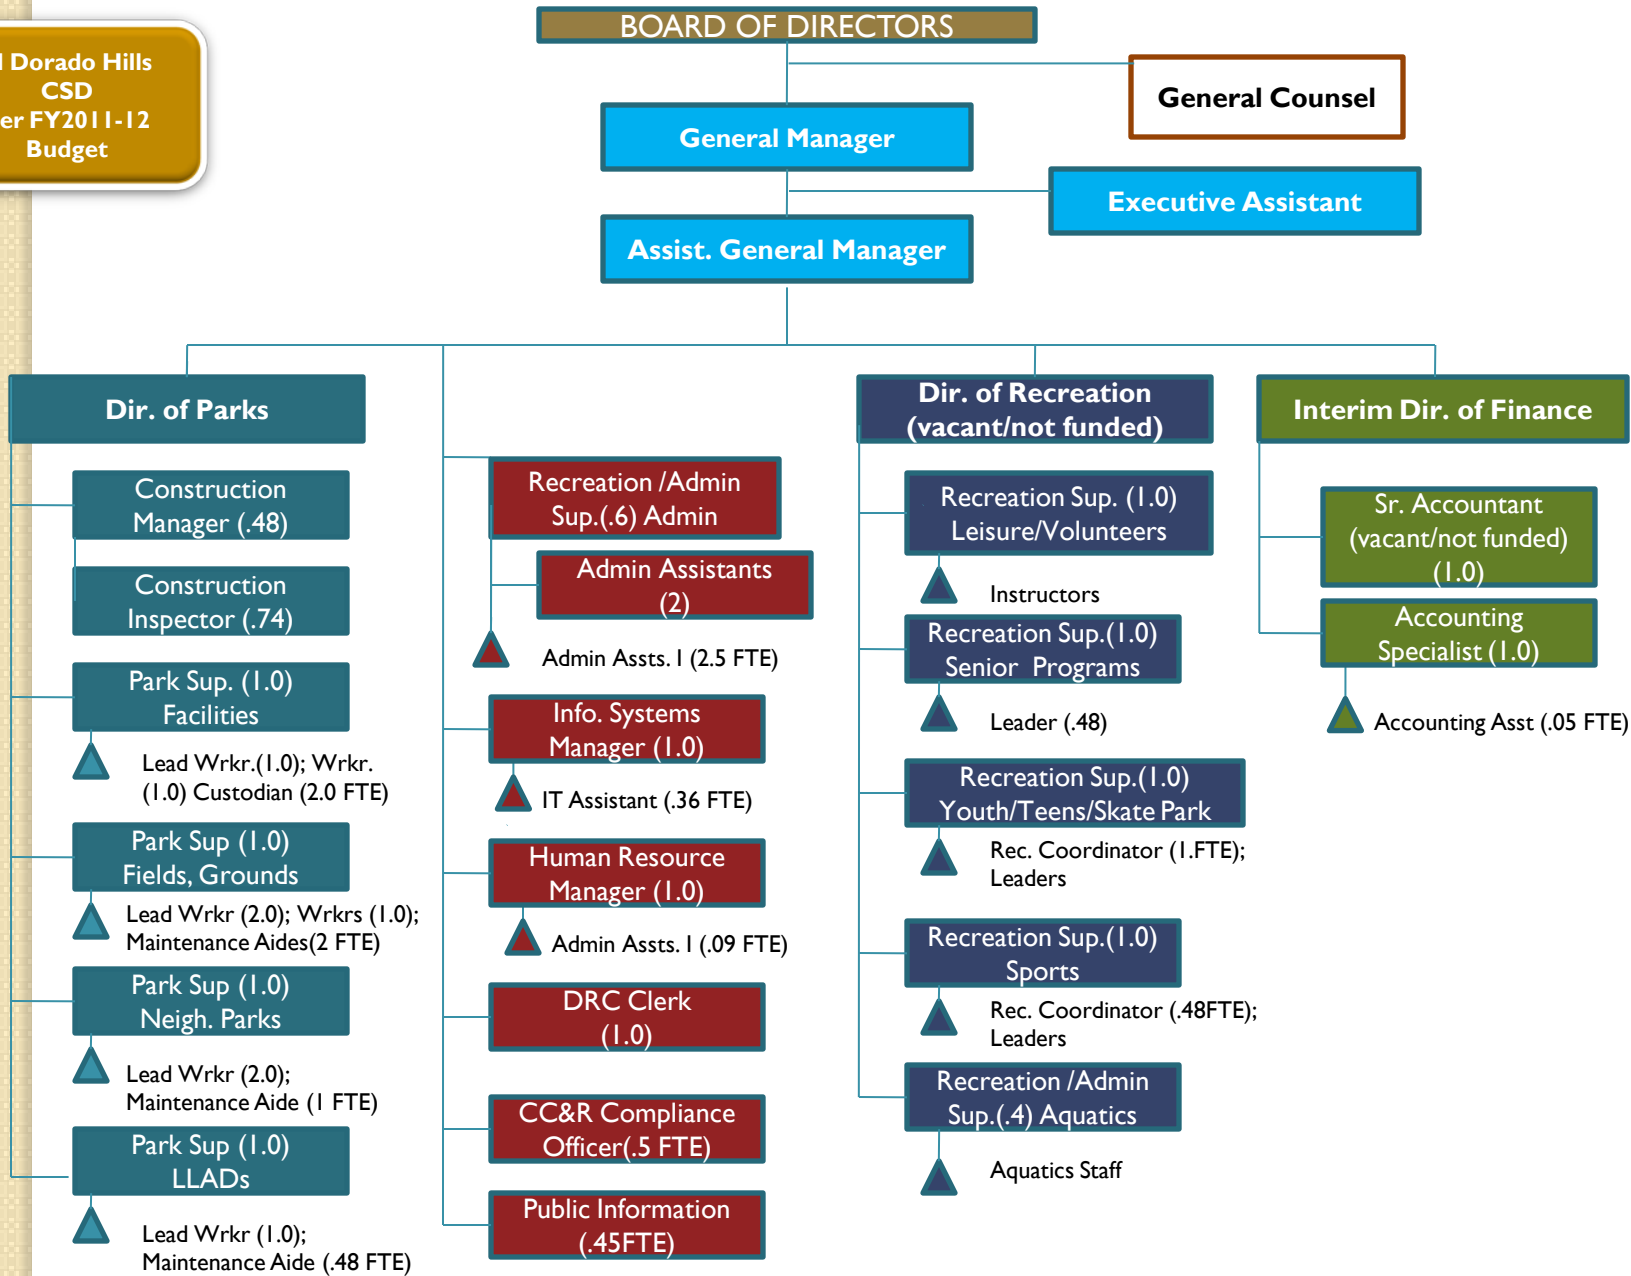 BOARD OF DIRECTORS
Dorado Hills
CSD
FY2011-12
Budget
General Counsel
General Manager
Executive Assistant
Assist. General Manager
Dir. of Parks
Construction
Manager (.48)
Construction
Inspector (.74)
Park Sup. (1.0)
Facilities
Lead Wrkr.(1.0); Wrkr.
(1.0) Custodian (2.0 FTE)
Park Sup (1.0)
Fields, Grounds
Lead Wrkr (2.0); Wrkrs (1.0);
Maintenance Aides(2 FTE)
Park Sup (1.0)
Neigh. Parks
Lead Wrkr (2.0);
Maintenance Aide (1 FTE)
Park Sup (1.0)
LLADs
Lead Wrkr (1.0);
Maintenance Aide (.48 FTE)
Recreation /Admin
Sup.(.6) Admin
Admin Assistants
(2)
Admin Assts. I (2.5 FTE)
Info. Systems
Manager (1.0)
IT Assistant (.36 FTE)
Human Resource
Manager (1.0)
Admin Assts. I (.09 FTE)
DRC Clerk
(1.0)
CC&R Compliance
Officer(.5 FTE)
Public Information
(.45FTE)
Dir. of Recreation
(vacant/not funded)
Recreation Sup. (1.0)
Leisure/Volunteers
Instructors
Recreation Sup.(1.0)
Senior Programs
Leader (.48)
Recreation Sup.(1.0)
Youth/Teens/Skate Park
Rec. Coordinator (1.FTE);
Leaders
Recreation Sup.(1.0)
Sports
Rec. Coordinator (.48FTE);
Leaders
Recreation /Admin
Sup.(.4) Aquatics
Aquatics Staff
Interim Dir. of Finance
Sr. Accountant
(vacant/not funded)
(1.0)
Accounting
Specialist (1.0)
Accounting Asst (.05 FTE)